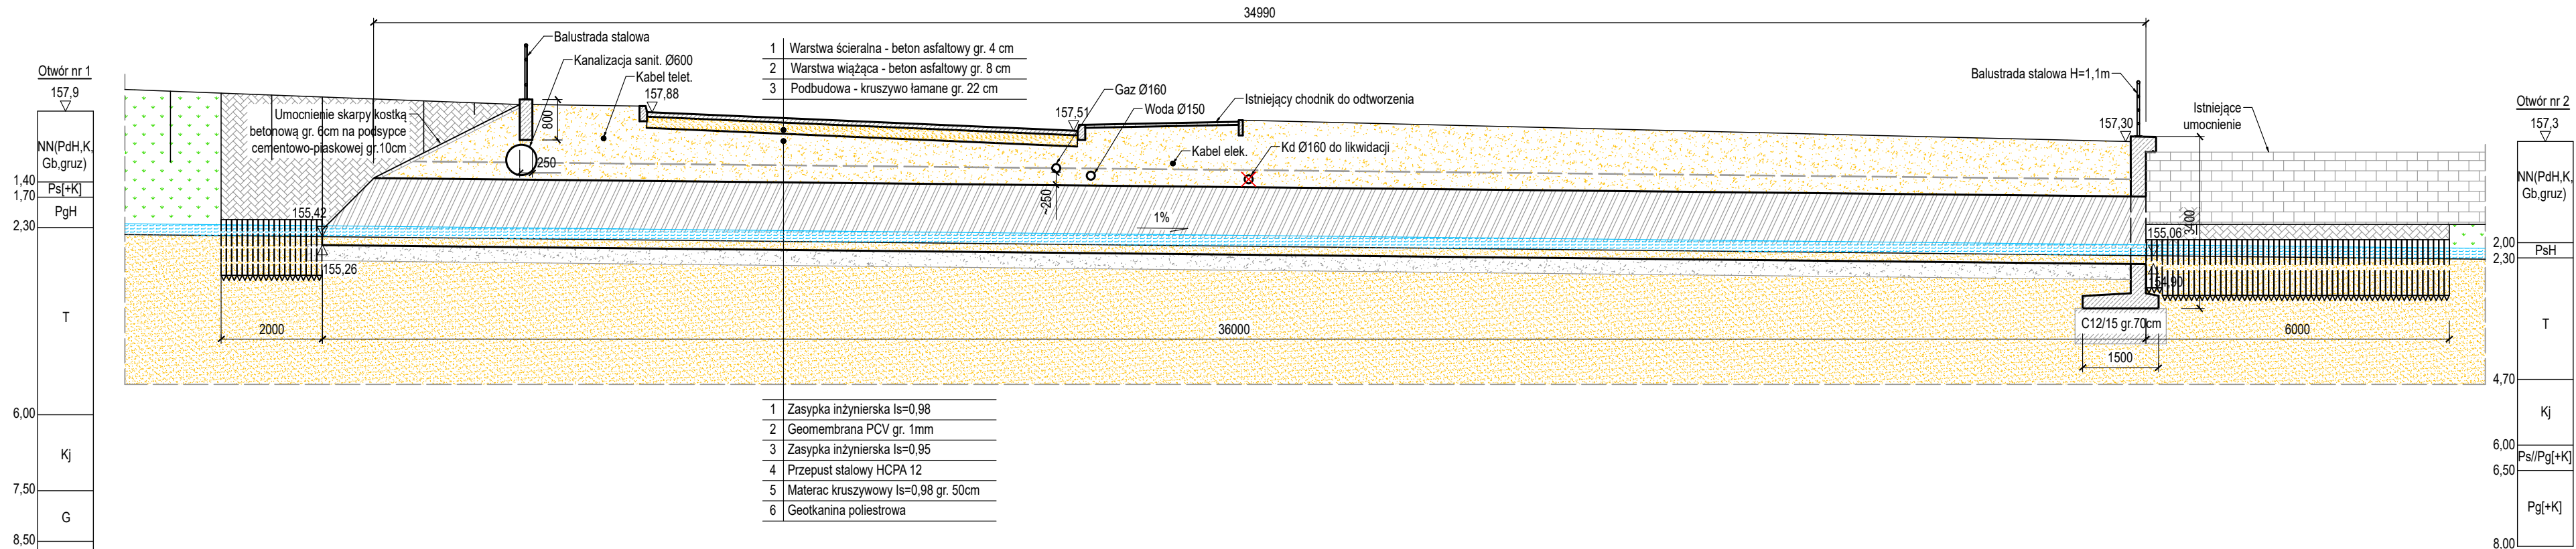 34990
Balustrada stalowa
Kanalizacja sanit. Ø600
Kabel telet.
1 Warstwa ścieralna - beton asfaltowy gr. 4 cm
2 Warstwa wiążąca - beton asfaltowy gr. 8 cm
3 Podbudowa - kruszywo łamane gr. 22 cm
Gaz Ø160
Woda Ø150
Istniejący chodnik do odtworzenia
Balustrada stalowa H=1,1m
Istniejące
umocnienie
Otwór nr 1
157,9
NN(PdH,K,
Gb,gruz)
1,40
Ps[+K]
1,70
PgH
2,30
T
6,00
Kj
7,50
G
8,50
Umocnienie skarpy kostką
betonową gr. 6cm na podsypce
cementowo-piaskowej gr.10cm
800
157,88
157,51
157,30
250
Kabel elek.
Kd Ø160 do likwidacji
~250
1%
155,42
155,26
3400
155,06
154,90
2000
36000
C12/15 gr.70cm
6000
1500
1 Zasypka inżynierska Is=0,98
2 Geomembrana PCV gr. 1mm
3 Zasypka inżynierska Is=0,95
4 Przepust stalowy HCPA 12
5 Materac kruszywowy Is=0,98 gr. 50cm
6 Geotkanina poliestrowa
Otwór nr 2
157,3
NN(PdH,K,
Gb,gruz)
2,00
PsH
2,30
T
4,70
Kj
6,00
Ps//Pg[+K]
6,50
Pg[+K]
8,00